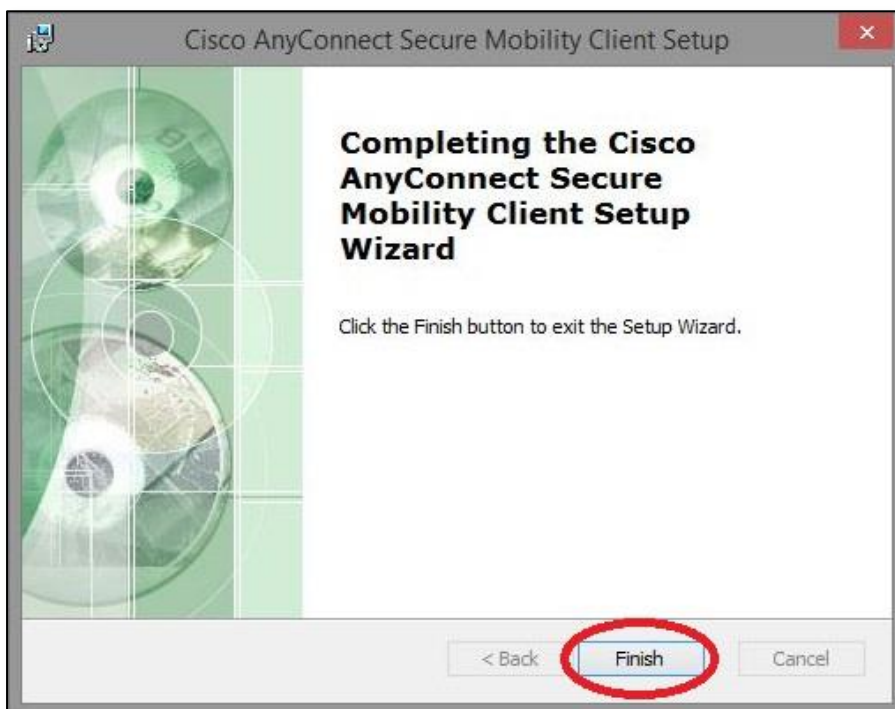 Cisco AnyConnect Secure Mobility Client Setup
Completing the Cisco
AnyConnect Secure
Mobility Client Setup
Wizard
Click the Finish button to exit the Setup Wizard.
< Back Finish Cancel